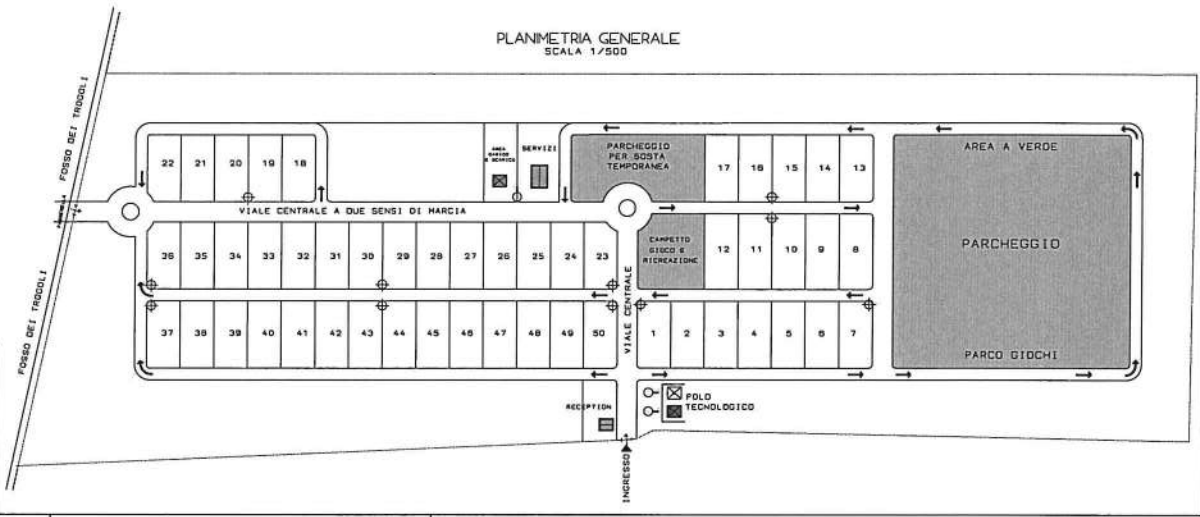 PLANIMETRIA GENERALE
SCALA 1/500
FOSSO DEI TROGOLI
FOSSO DEI TROGOLI
22 21 20 19 18
AREA
CARICO
E SCARICO
SERVIZI
PARCHEGGIO
PER SOSTA
TEMPORANEA
17 16 15 14 13
AREA A VERDE
VIALE CENTRALE A DUE SENSI DI MARCIA
36 35 34 33 32 31 30 29 28 27 26 25 24 23
CAMPETTO
GIOCO E
RICREAZIONE
12 11 10 9 8
PARCHEGGIO
VIALE CENTRALE
37 38 39 40 41 42 43 44 45 46 47 48 49 50
1 2 3 4 5 6 7
PARCO GIOCHI
RECEPTION
POLO
TECNOLOGICO
INGRESSO